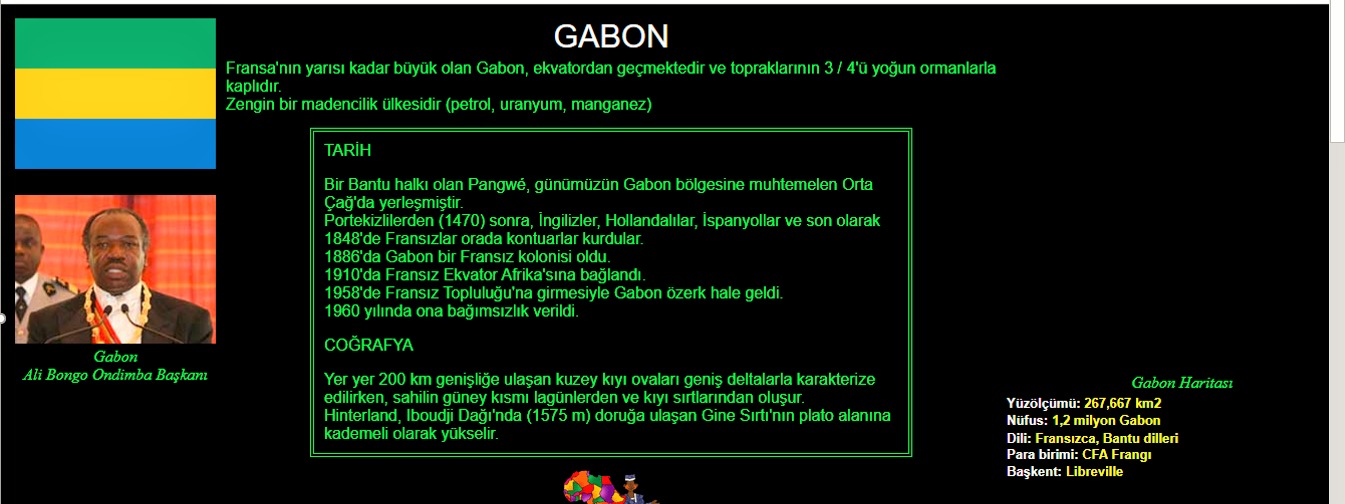 GABON
Fransa'nın yarısı kadar büyük olan Gabon, ekvatordan geçmektedir ve topraklarının 3 / 4'ü yoğun ormanlarla
kaplıdır.
Zengin bir madencilik ülkesidir (petrol, uranyum, manganez)
TARİH
Bir Bantu halkı olan Pangwé, günümüzün Gabon bölgesine muhtemelen Orta
Çağ'da yerleşmiştir.
Portekizlilerden (1470) sonra, İngilizler, Hollandalılar, İspanyollar ve son olarak
1848'de Fransızlar orada kontuarlar kurdular.
1886'da Gabon bir Fransız kolonisi oldu.
1910'da Fransız Ekvator Afrika'sına bağlandı.
1958'de Fransız Topluluğu'na girmesiyle Gabon özerk hale geldi.
1960 yılında ona bağımsızlık verildi.
COĞRAFYA
Yer yer 200 km genişliğe ulaşan kuzey kıyı ovaları geniş deltalarla karakterize
edilirken, sahilin güney kısmı lagünlerden ve kıyı sırtlarından oluşur.
Hinterland, Iboudji Dağı'nda (1575 m) doruğa ulaşan Gine Sırtı'nın plato alanına
kademeli olarak yükselir.
Gabon
Ali Bongo Ondimba Başkanı
Gabon Haritası
Yüzölçümü: 267,667 km2
Nüfus: 1,2 milyon Gabon
Dili: Fransızca, Bantu dilleri
Para birimi: CFA Frangı
Başkent: Libreville